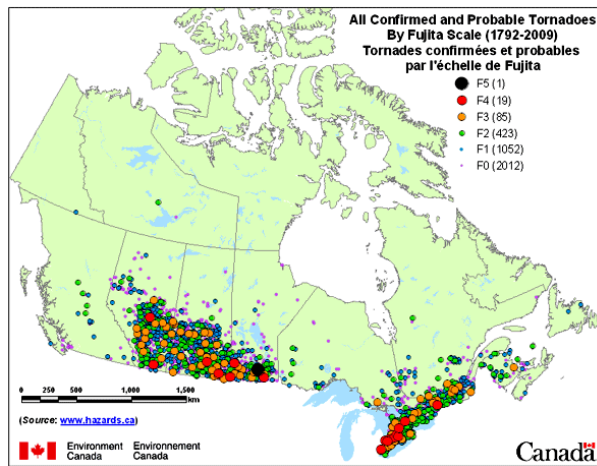 All Confirmed and Probable Tornadoes
By Fujita Scale (1792-2009)
Tornades confirmées et probables
par l'échelle de Fujita
F5 (1)
F4 (19)
F3 (85)
F2 (423)
F1 (1052)
F0 (2012)
0 250 500 1,000 1,500
km
(Source: www.hazards.ca)
Environment Canada
Environnement Canada
Canada